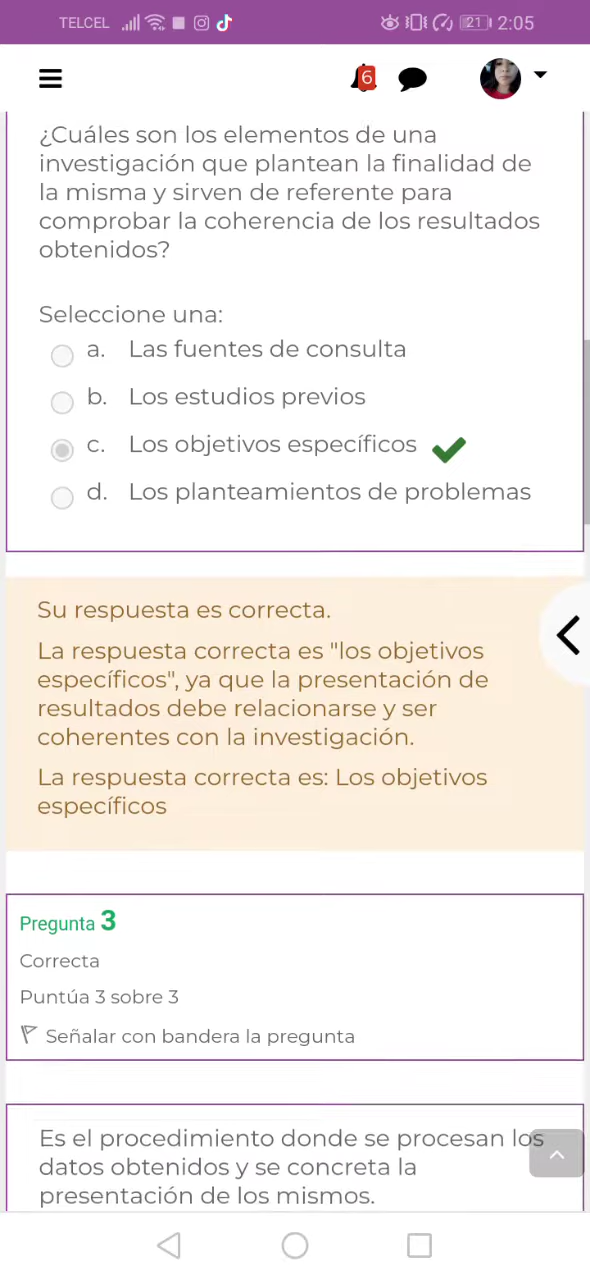 TELCEL 21 2:05
6
¿Cuáles son los elementos de una
investigación que plantean la finalidad de
la misma y sirven de referente para
comprobar la coherencia de los resultados
obtenidos?
Seleccione una:
a. Las fuentes de consulta
b. Los estudios previos
c. Los objetivos específicos
d. Los planteamientos de problemas
Su respuesta es correcta.
La respuesta correcta es "los objetivos
específicos", ya que la presentación de
resultados debe relacionarse y ser
coherentes con la investigación.
La respuesta correcta es: Los objetivos
específicos
Pregunta 3
Correcta
Puntúa 3 sobre 3
Señalar con bandera la pregunta
Es el procedimiento donde se procesan los
datos obtenidos y se concreta la
presentación de los mismos.